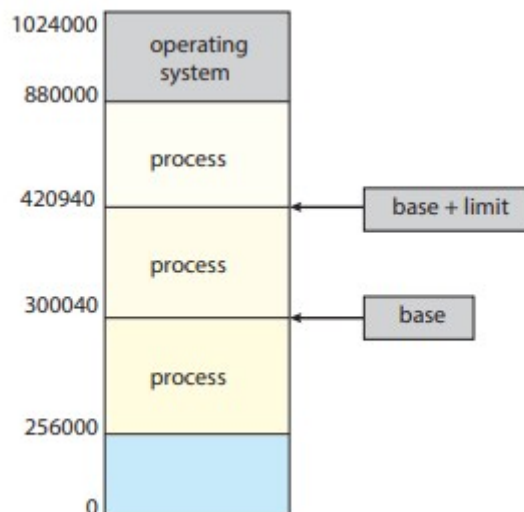 1024000
operating
system
880000
process
420940
base + limit
process
300040
base
process
256000
0